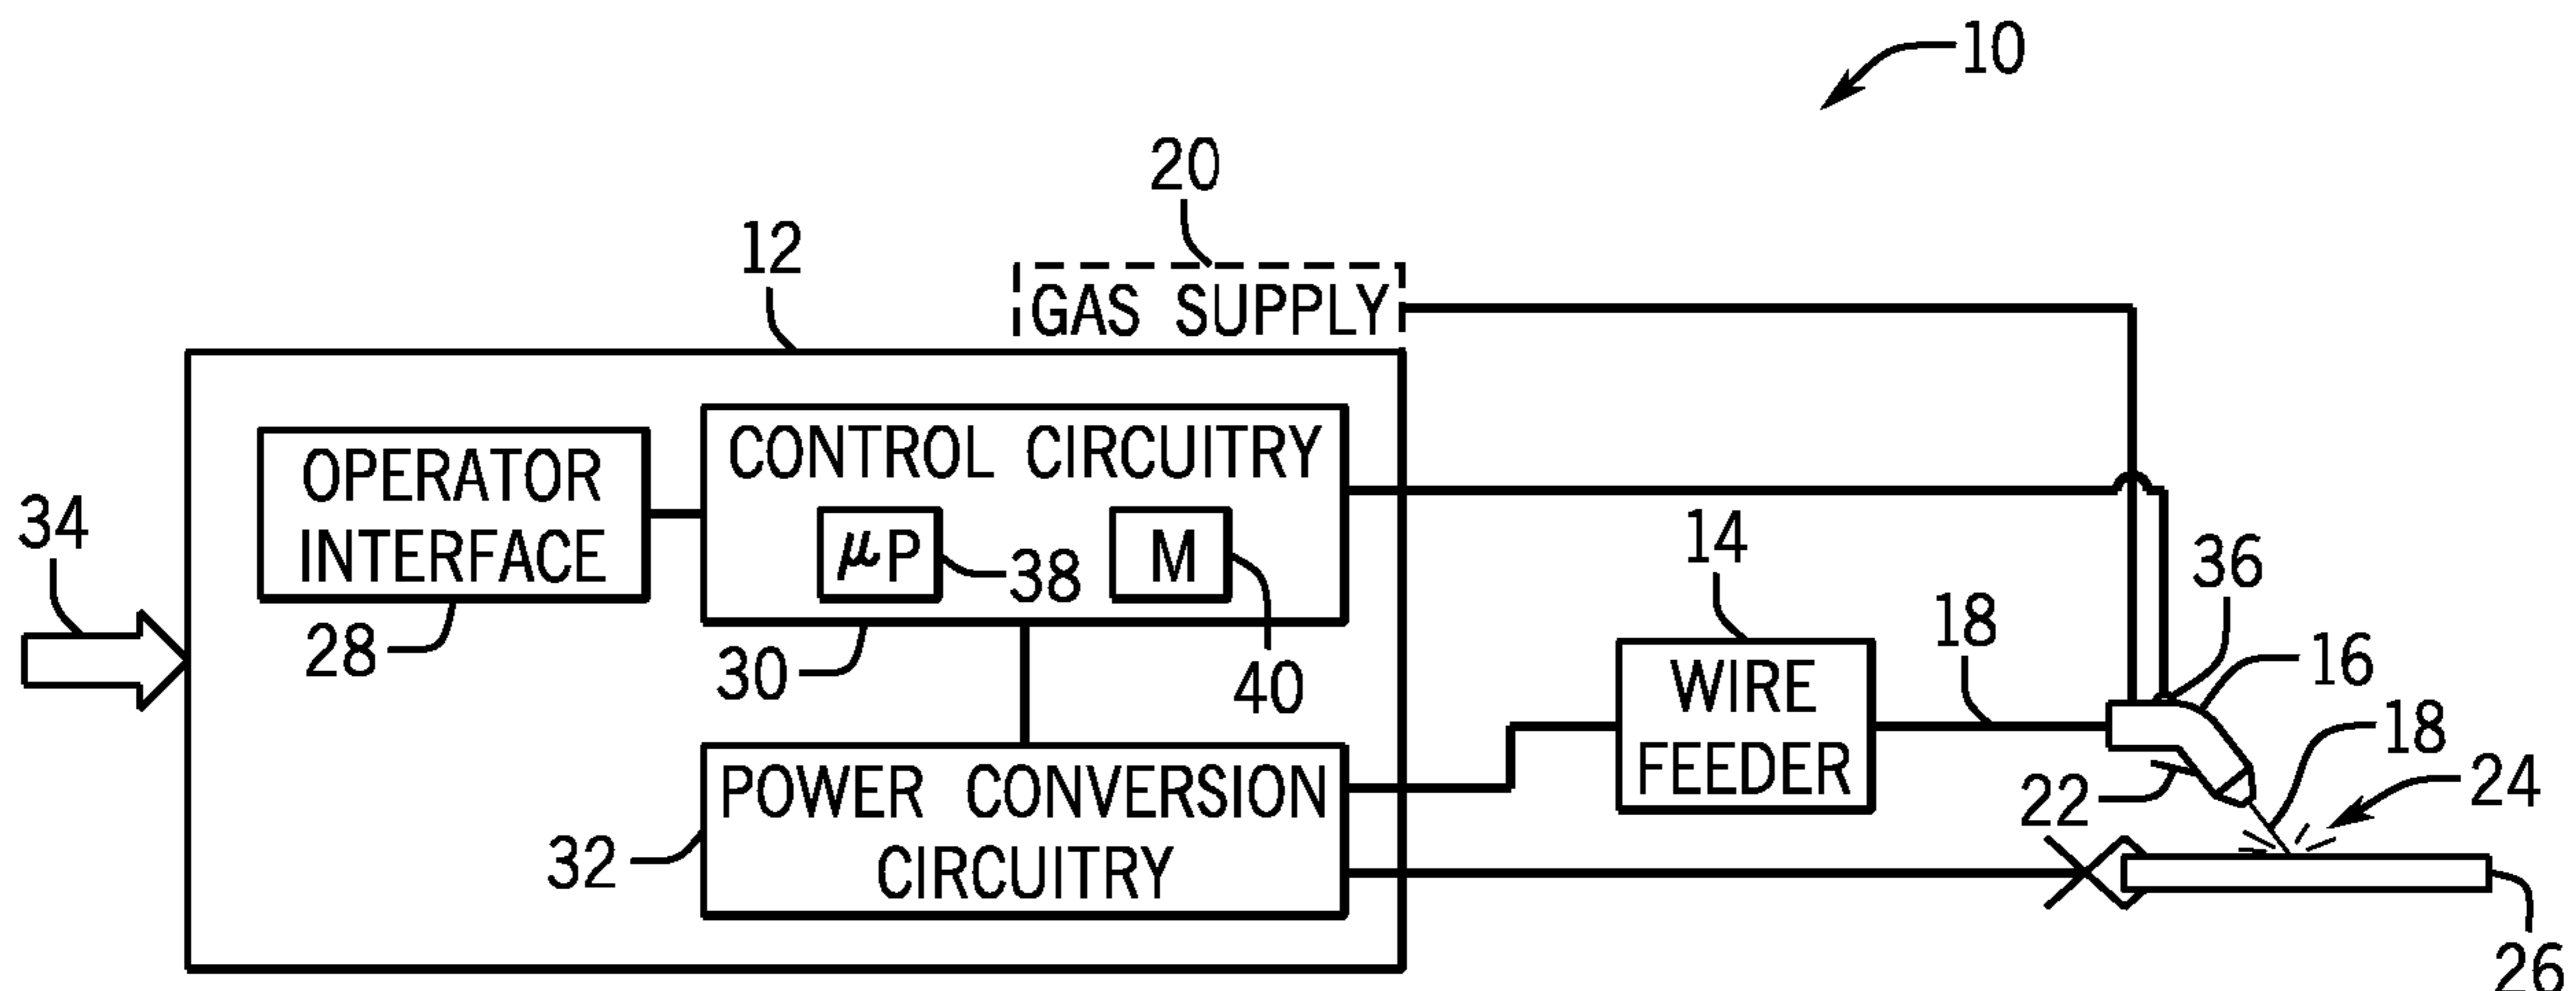 10
20
12
GAS SUPPLY
CONTROL CIRCUITRY
OPERATOR
INTERFACE
34
μP
38
M
14
36
18
28
30
40
WIRE
FEEDER
16
18
POWER CONVERSION
CIRCUITRY
22
24
32
26